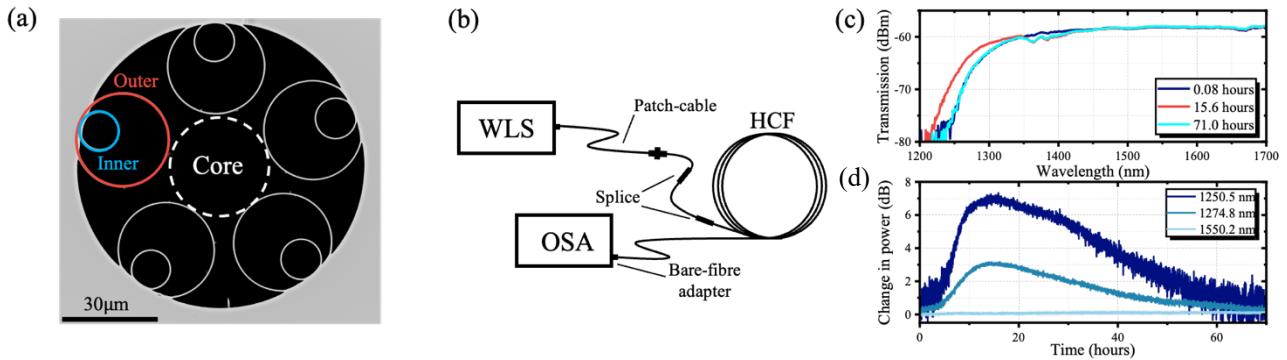 (a)
Outer
Inner
Core
30μm
(b)
WLS
Patch-cable
HCF
Splice
OSA
Bare-fibre
adapter
(c)
Transmission (dBm)
-60
-70
-80
0.08 hours
15.6 hours
71.0 hours
1200 1300 1400 1500 1600 1700
Wavelength (nm)
(d)
Change in power (dB)
8
6
4
2
0
1250.5 nm
1274.8 nm
1550.2 nm
0 20 40 60
Time (hours)